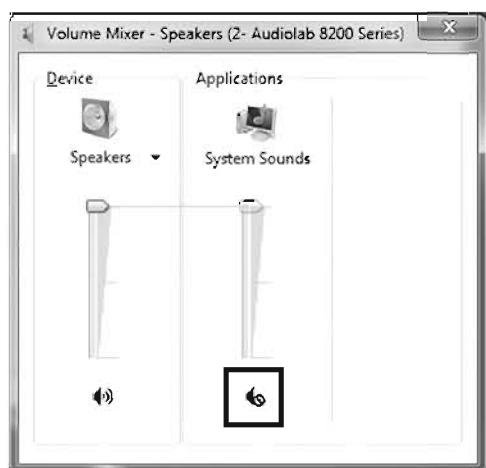 Volume Mixer - Speakers (2- Audiolab 8200 Series)
Device
Applications
Speakers
System Sounds